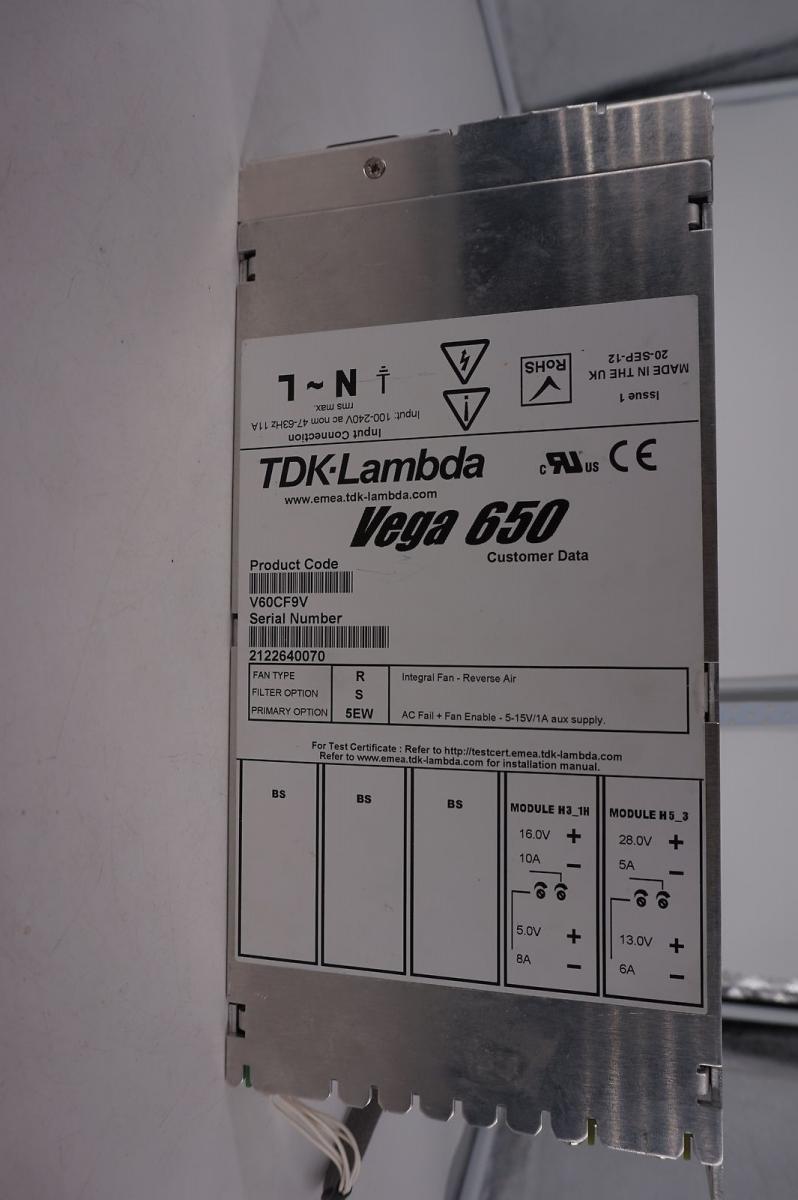 L ~ N
Input Connection
Input: 100-240V ac nom 47-63Hz 11A
rms max.
RoHS
Issue 1
MADE IN THE UK
20-SEP-12
TDK·Lambda
www.emea.tdk-lambda.com
c RU us CE
Vega 650
Customer Data
Product Code
V60CF9V
Serial Number
2122640070
FAN TYPE R Integral Fan - Reverse Air
FILTER OPTION S
PRIMARY OPTION 5EW AC Fail + Fan Enable - 5-15V/1A aux supply.
For Test Certificate : Refer to http://testcert.emea.tdk-lambda.com
Refer to www.emea.tdk-lambda.com for installation manual.
BS
BS
BS
MODULE H3_1H
16.0V +
10A −
5.0V +
8A −
MODULE H5_3
28.0V +
5A −
13.0V +
6A −